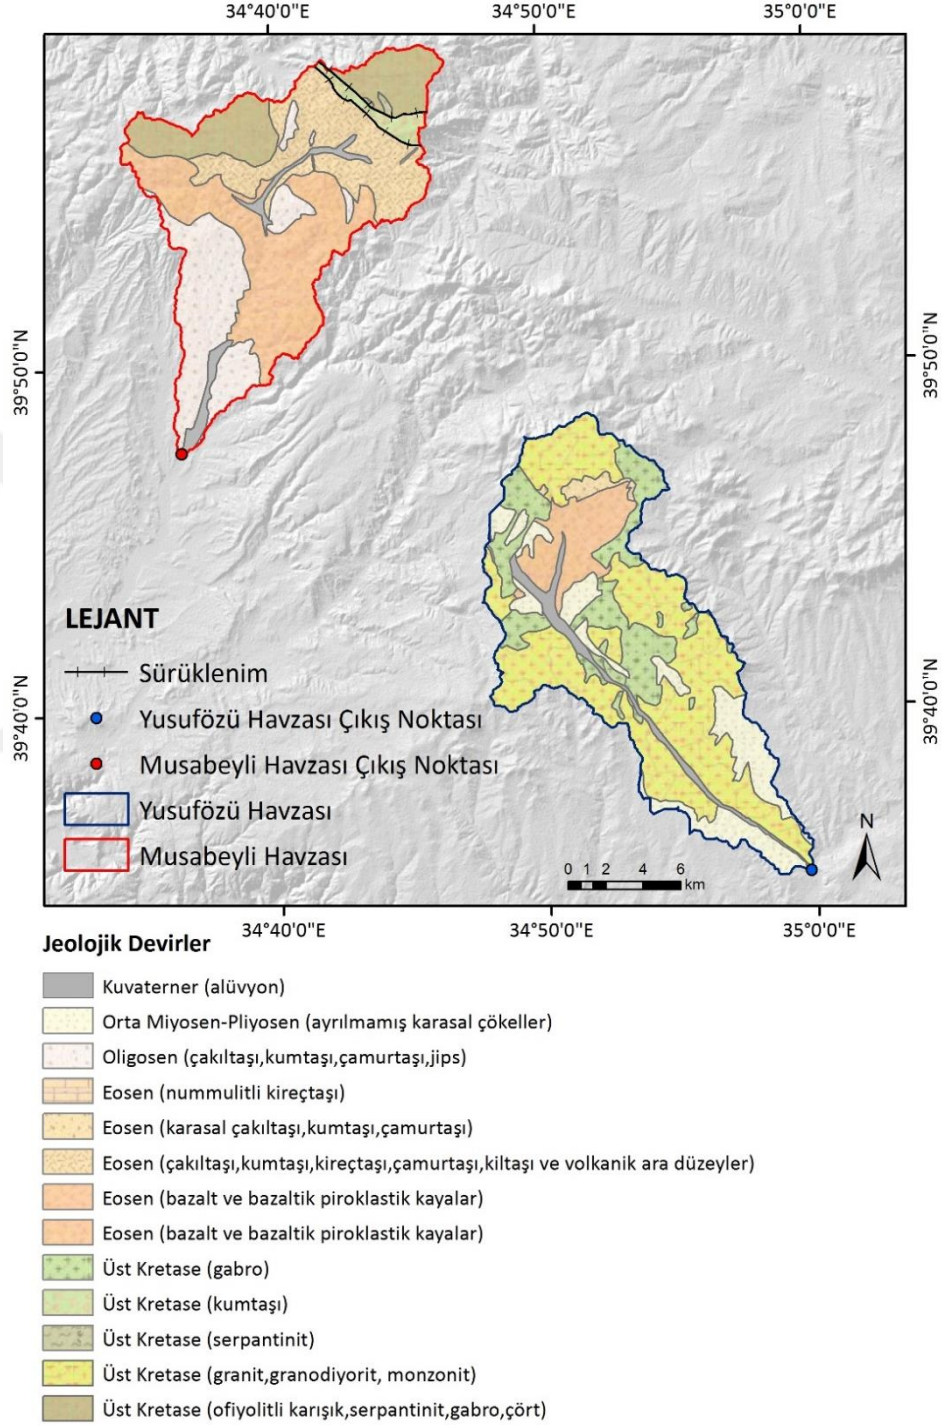 34°40'0"E 34°50'0"E 35°0'0"E
39°50'0"N
39°50'0"N
39°40'0"N
39°40'0"N
LEJANT
Sürüklenim
Yusufözü Havzası Çıkış Noktası
Musabeyli Havzası Çıkış Noktası
Yusufözü Havzası
Musabeyli Havzası
N
0 1 2 4 6
km
34°40'0"E 34°50'0"E 35°0'0"E
Jeolojik Devirler
Kuvaterner (alüvyon)
Orta Miyosen-Pliyosen (ayrılmamış karasal çökeller)
Oligosen (çakıltaşı,kumtaşı,çamurtaşı,jips)
Eosen (nummulitli kireçtaşı)
Eosen (karasal çakıltaşı,kumtaşı,çamurtaşı)
Eosen (çakıltaşı,kumtaşı,kireçtaşı,çamurtaşı,kiltaşı ve volkanik ara düzeyler)
Eosen (bazalt ve bazaltik piroklastik kayalar)
Eosen (bazalt ve bazaltik piroklastik kayalar)
Üst Kretase (gabro)
Üst Kretase (kumtaşı)
Üst Kretase (serpantinit)
Üst Kretase (granit,granodiyorit, monzonit)
Üst Kretase (ofiyolitli karışık,serpantinit,gabro,çört)